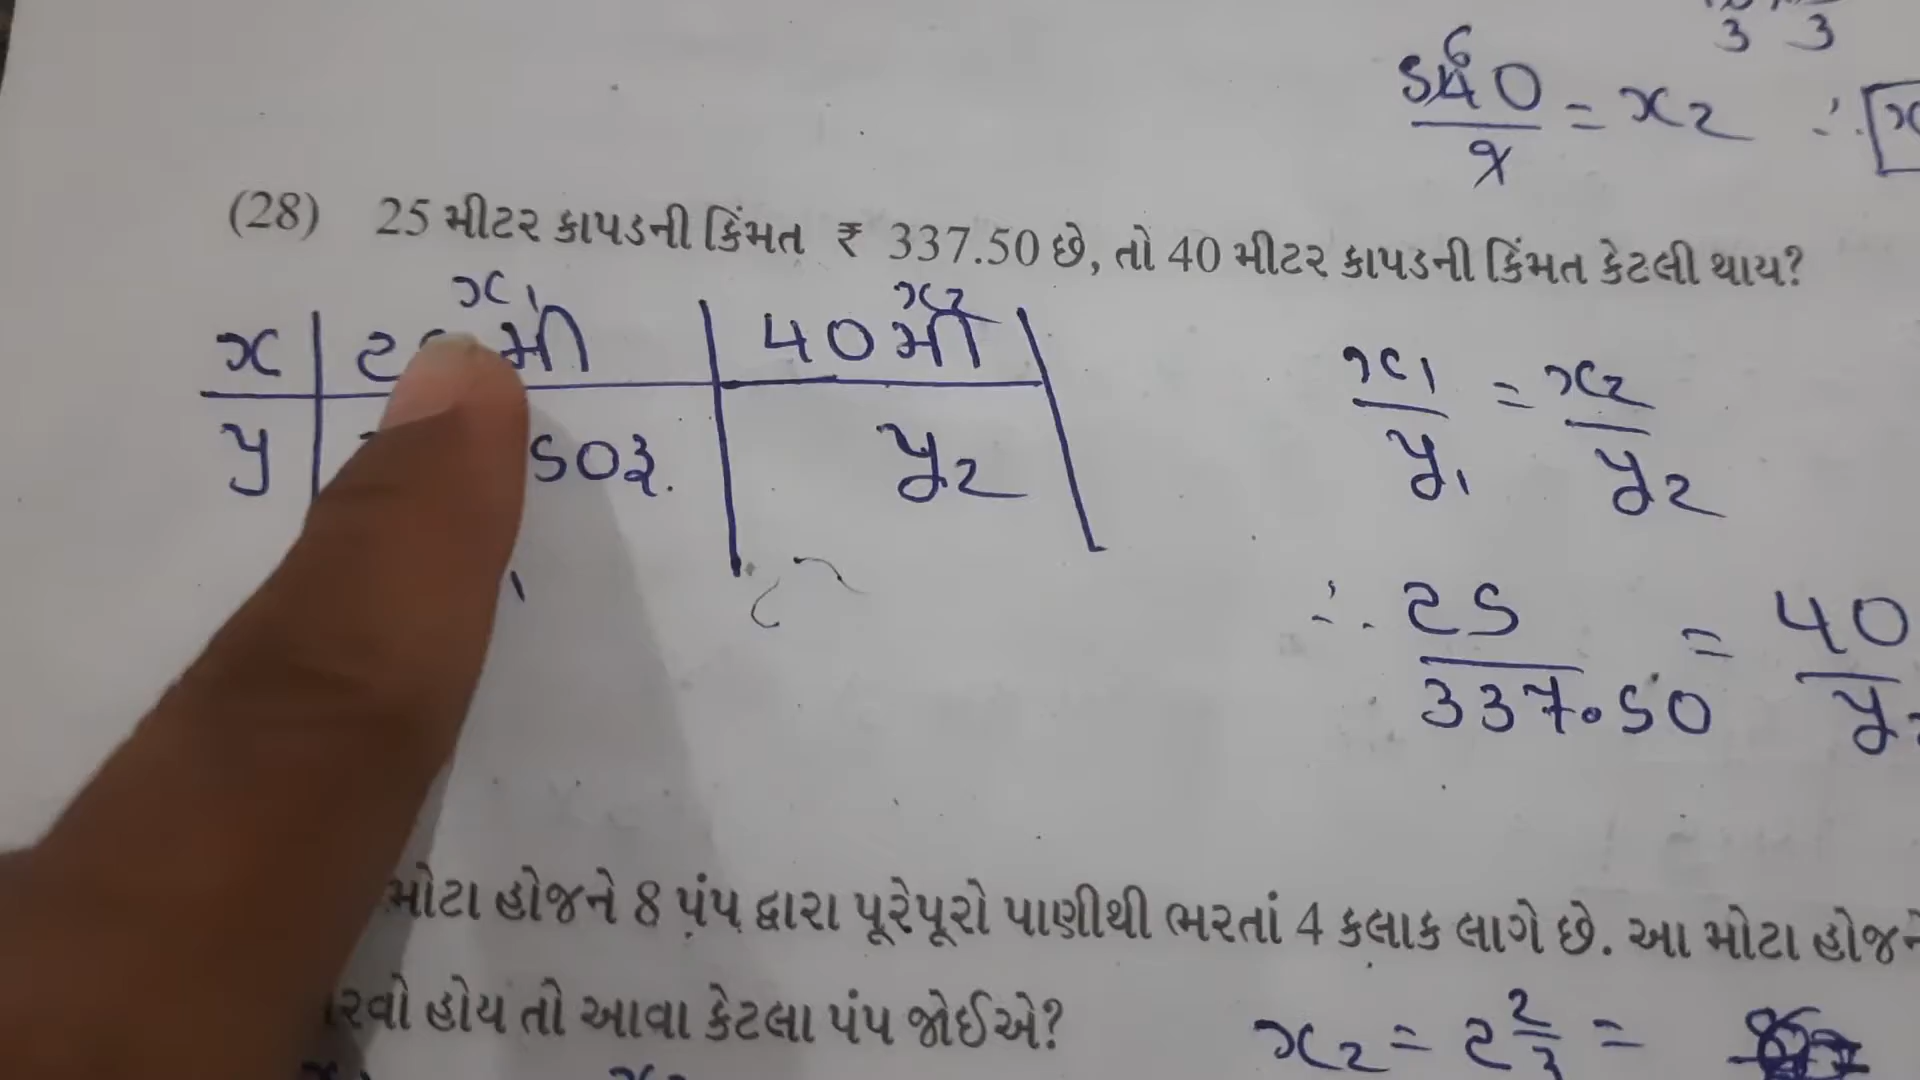 3 3
540/9 = x2 ∴
(28) 25 મીટર કાપડની કિંમત ₹ 337.50 છે, તો 40 મીટર કાપડની કિંમત કેટલી થાય?
x1 x2
x મી 40 મી
y 50રૂ. y2
x1/y1 = x2/y2
∴ 25/337.50 = 40/y
મોટા હોજને 8 પંપ દ્વારા પૂરેપૂરો પાણીથી ભરતાં 4 કલાક લાગે છે. આ મોટા
હોય તો આવા કેટલા પંપ જોઈએ?
x2 = 2 2/3 =